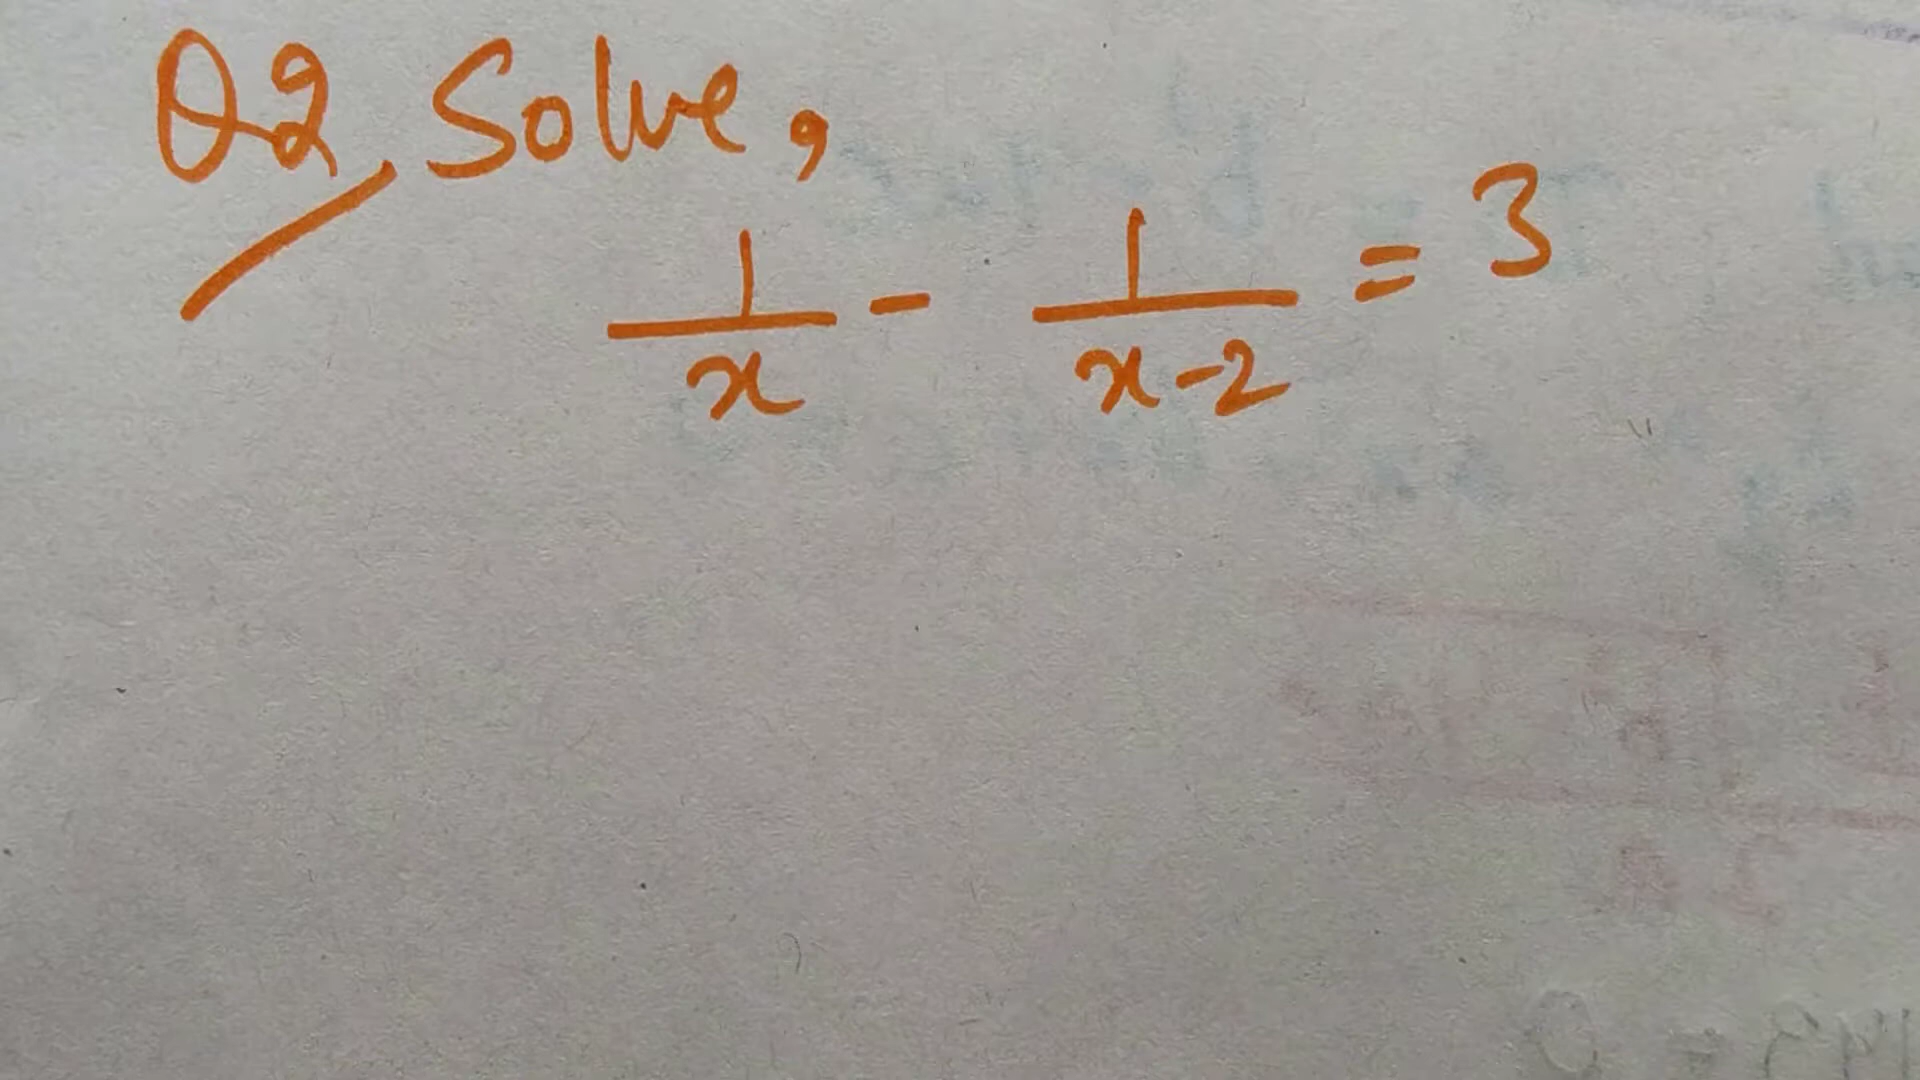 Q2, Solve,
1/x - 1/(x-2) = 3